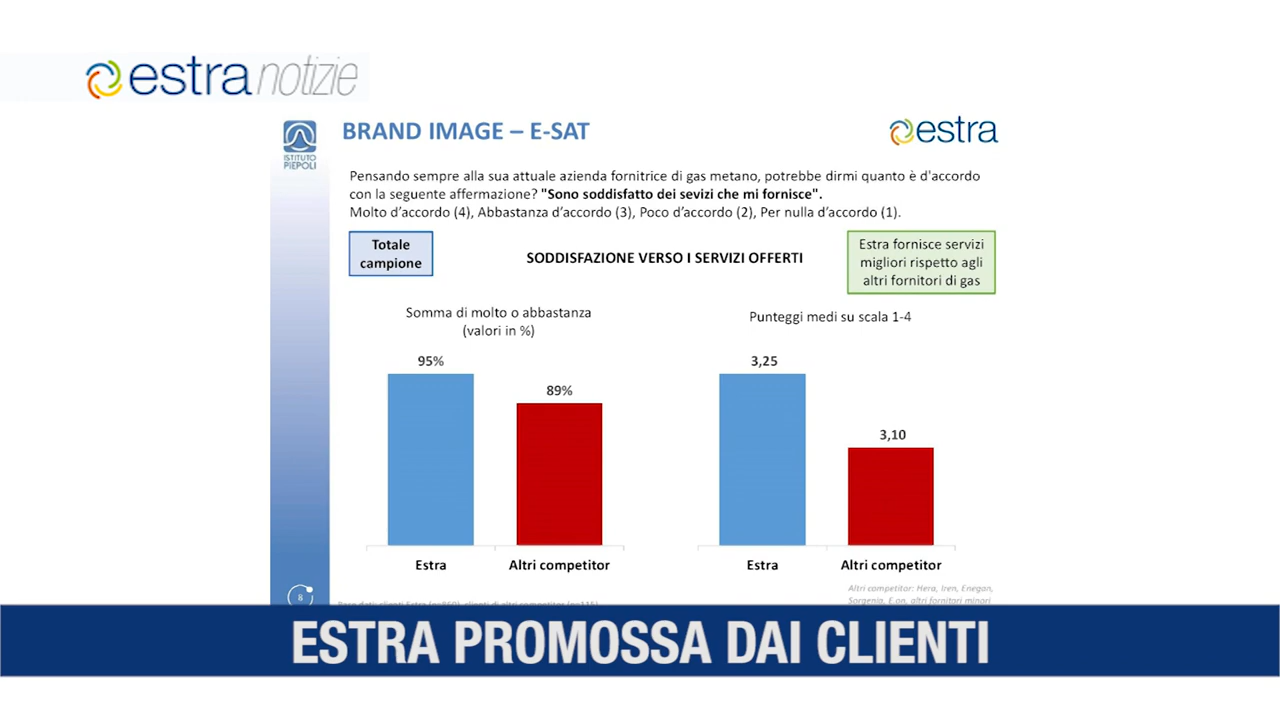 estra notizie
ISTITUTO
PIEPOLI
BRAND IMAGE – E-SAT
estra
Pensando sempre alla sua attuale azienda fornitrice di gas metano, potrebbe dirmi quanto è d'accordo
con la seguente affermazione? "Sono soddisfatto dei sevizi che mi fornisce".
Molto d'accordo (4), Abbastanza d'accordo (3), Poco d'accordo (2), Per nulla d'accordo (1).
Totale
campione
SODDISFAZIONE VERSO I SERVIZI OFFERTI
Estra fornisce servizi
migliori rispetto agli
altri fornitori di gas
Somma di molto o abbastanza
(valori in %)
Punteggi medi su scala 1-4
95%
89%
3,25
3,10
Estra
Altri competitor
Estra
Altri competitor
Altri competitor: Hera, Iren, Enegan,
Sorgenia, E.on, altri fornitori minori
8
ESTRA PROMOSSA DAI CLIENTI